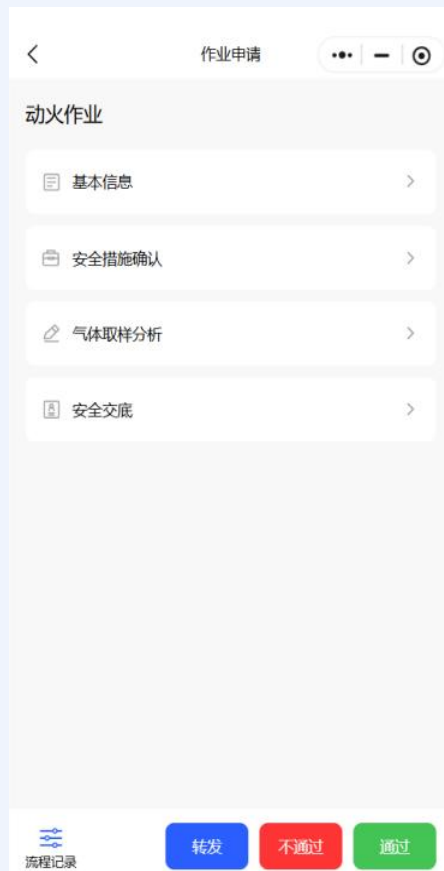 作业申请
动火作业
基本信息
安全措施确认
气体取样分析
安全交底
流程记录
转发
不通过
通过